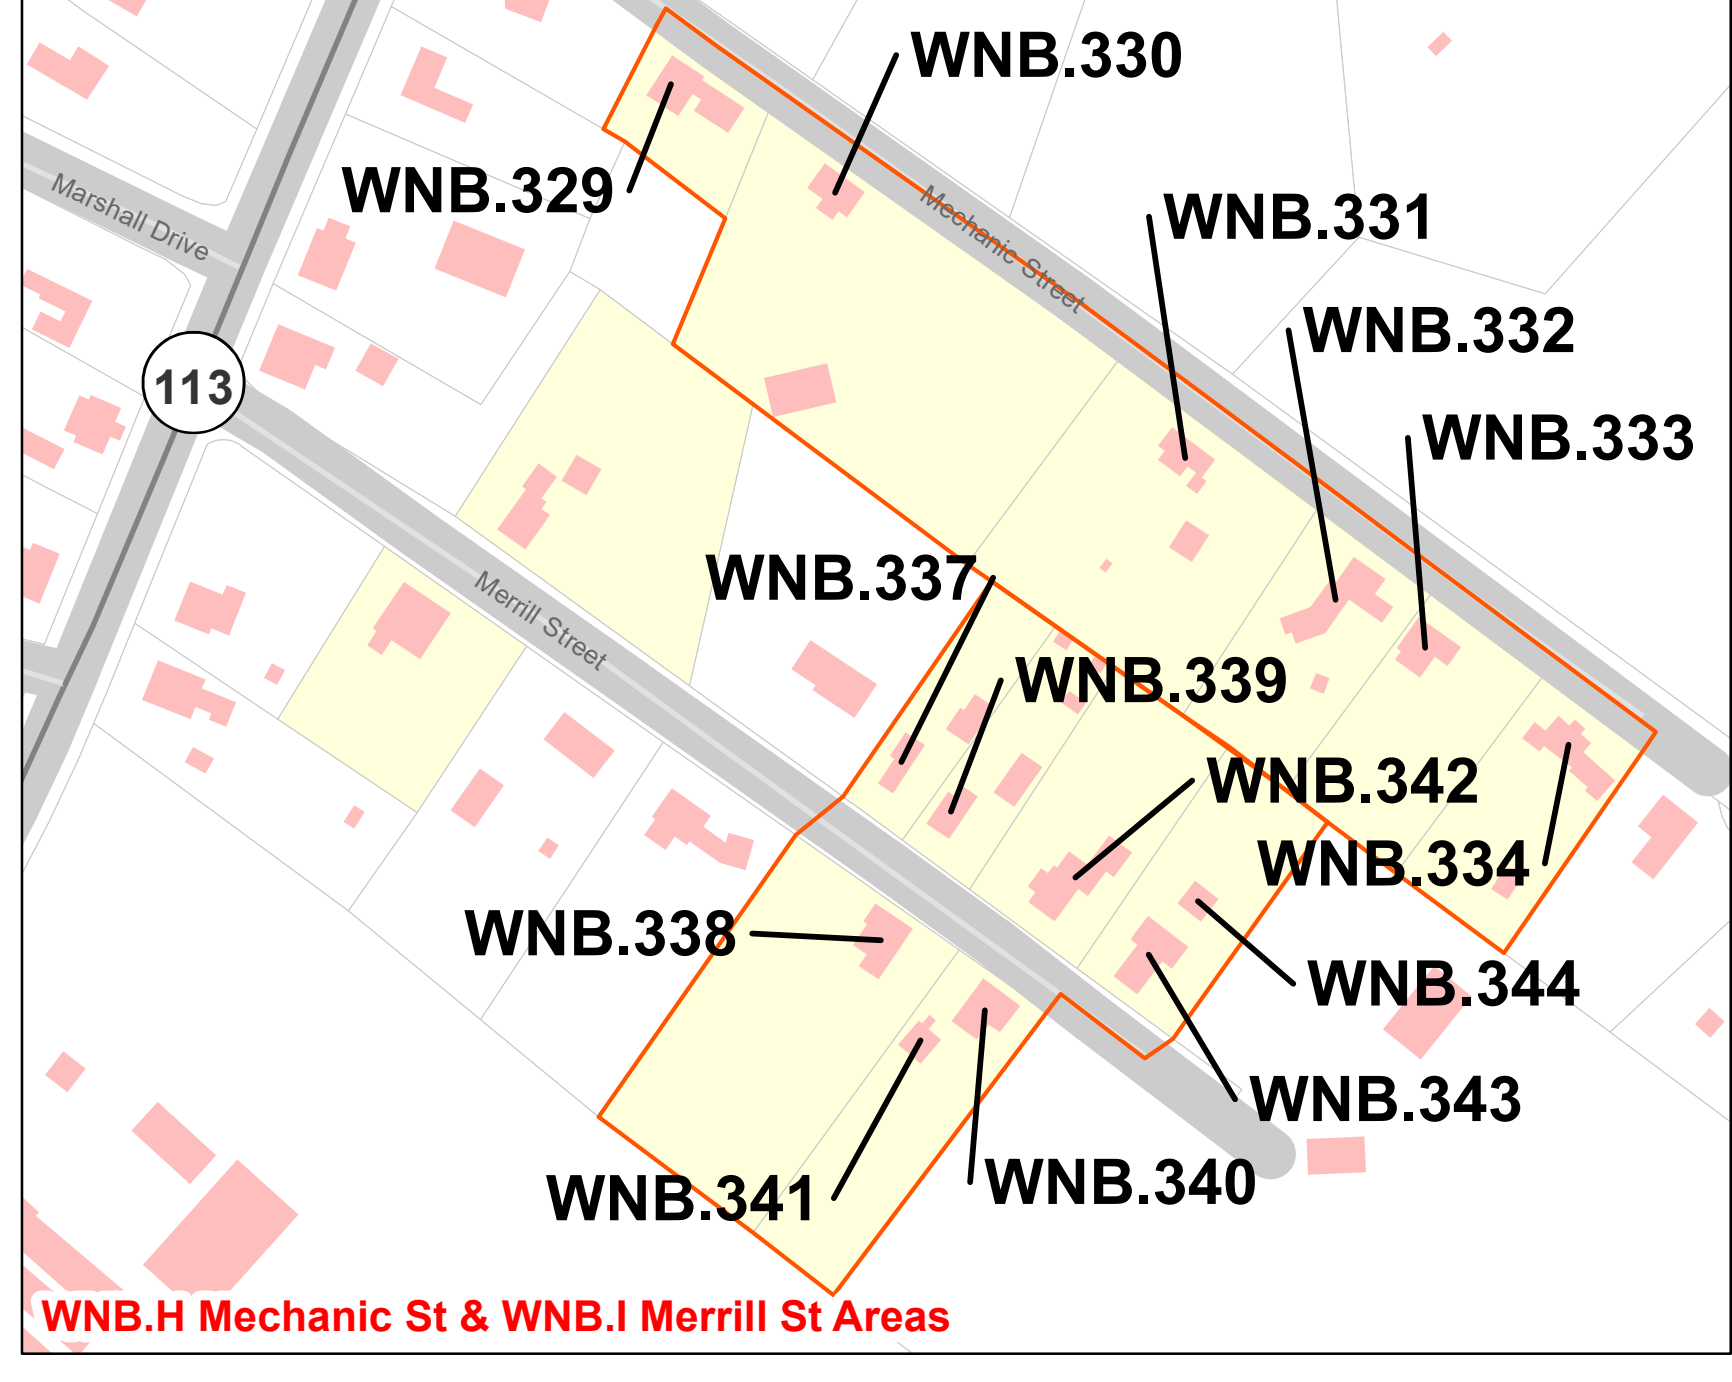 WNB.330
WNB.329
Marshall Drive
Mechanic Street
WNB.331
WNB.332
113
WNB.333
WNB.337
Merrill Street
WNB.339
WNB.342
WNB.334
WNB.338
WNB.344
WNB.343
WNB.340
WNB.341
WNB.H Mechanic St & WNB.I Merrill St Areas